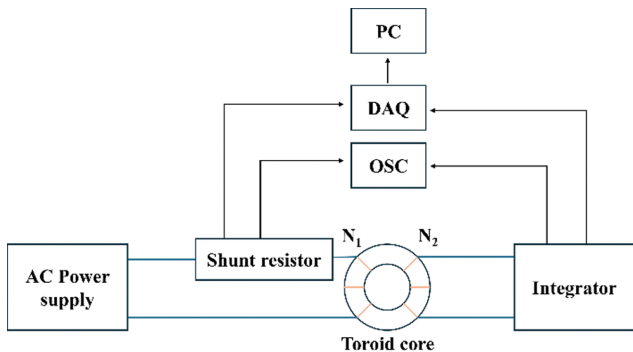 PC
DAQ
OSC
N₁ N₂
Shunt resistor
AC Power
supply
Integrator
Toroid core